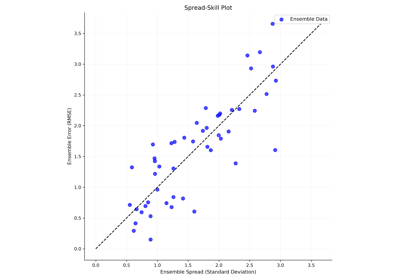 Spread-Skill Plot
Ensemble Data
Ensemble Error (RMSE)
3.5
3.0
2.5
2.0
1.5
1.0
0.5
0.0
0.0 0.5 1.0 1.5 2.0 2.5 3.0 3.5
Ensemble Spread (Standard Deviation)